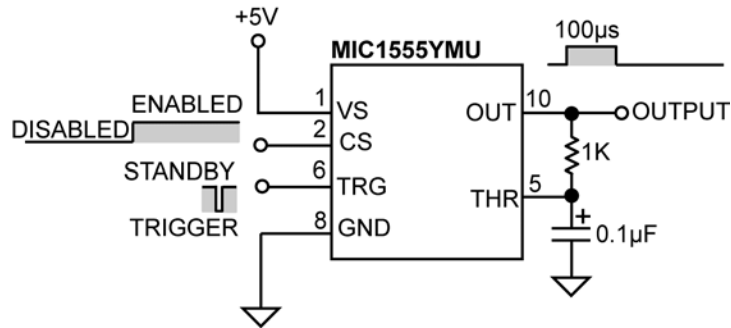 +5V
MIC1555YMU
100µs
ENABLED
DISABLED
1
VS
OUT
10
OUTPUT
2
CS
1K
STANDBY
6
TRG
TRIGGER
THR
5
8
GND
+
0.1µF